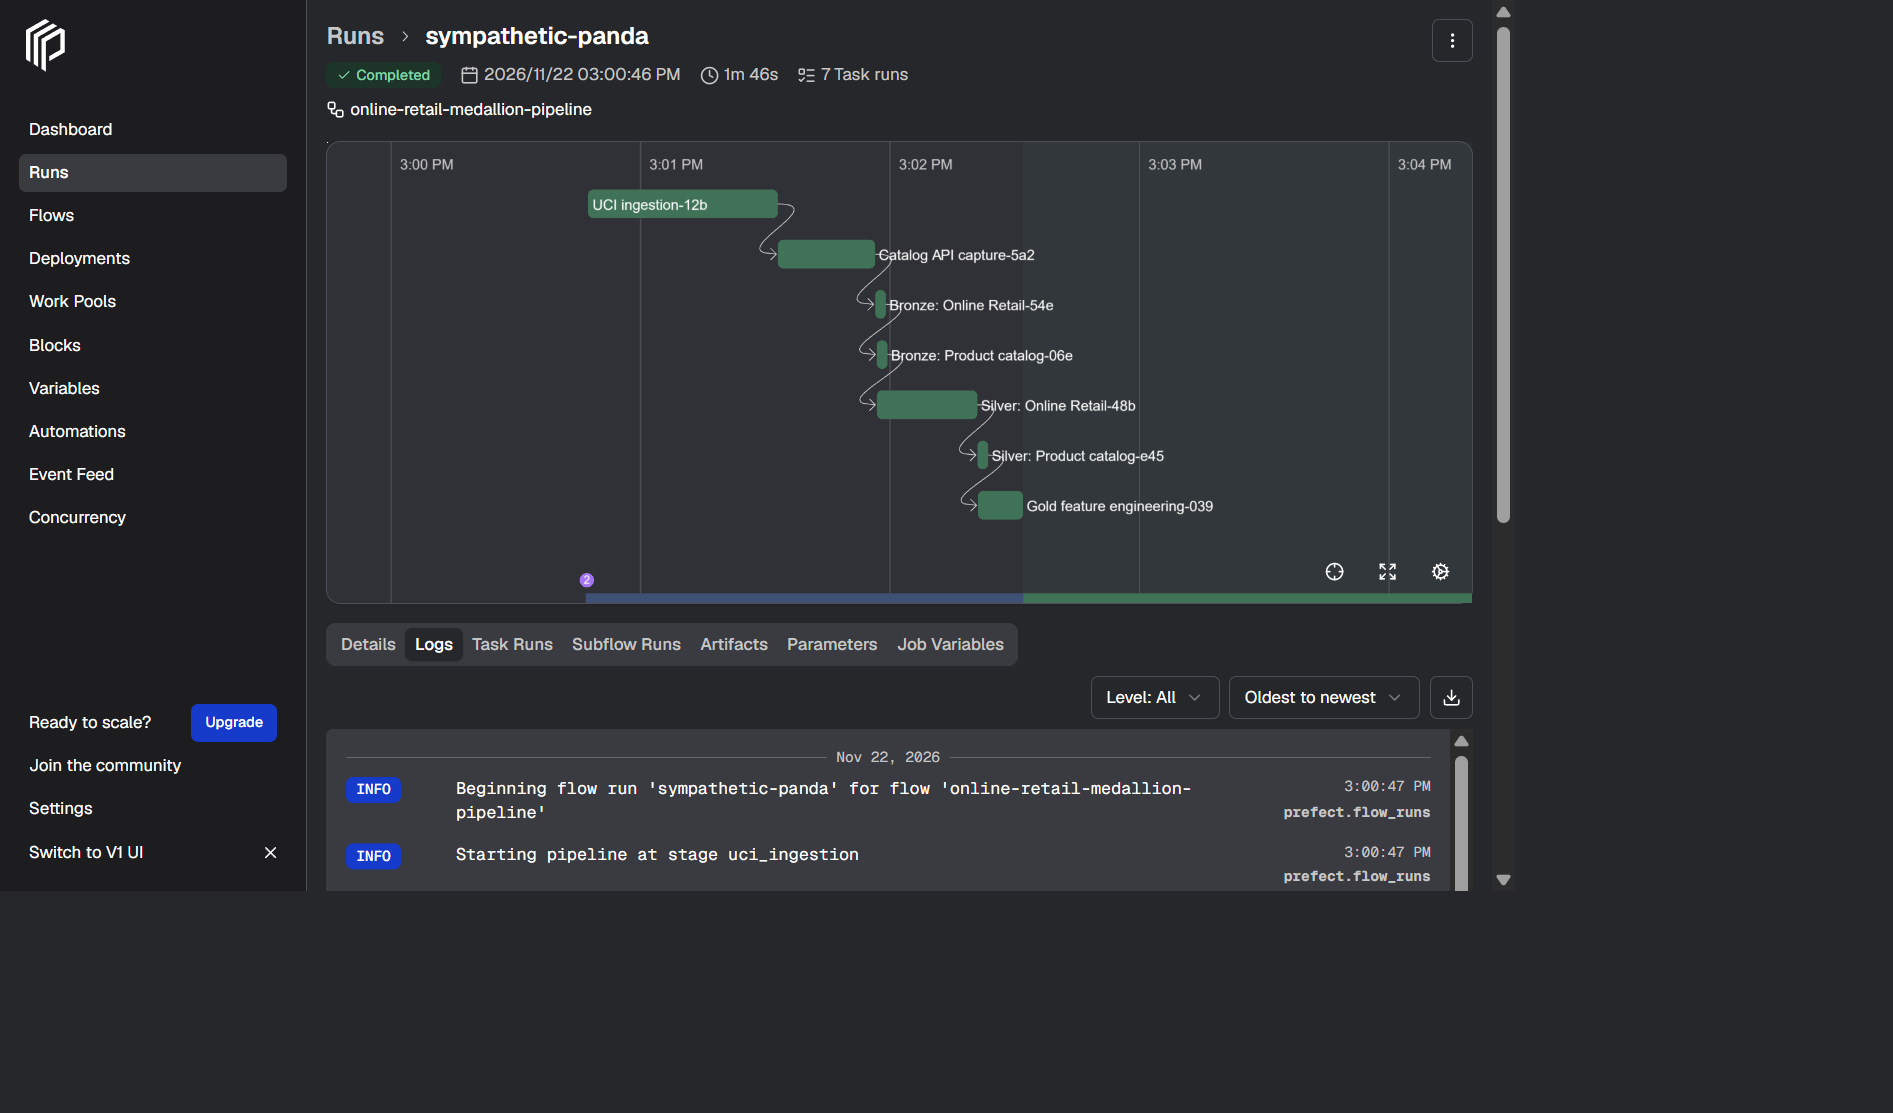 Dashboard
Runs
Flows
Deployments
Work Pools
Blocks
Variables
Automations
Event Feed
Concurrency
Ready to scale?
Upgrade
Join the community
Settings
Switch to V1 UI
Runs > sympathetic-panda
Completed 2026/11/22 03:00:46 PM 1m 46s 7 Task runs
online-retail-medallion-pipeline
3:00 PM 3:01 PM 3:02 PM 3:03 PM 3:04 PM
UCI ingestion-12b
Catalog API capture-5a2
Bronze: Online Retail-54e
Bronze: Product catalog-06e
Silver: Online Retail-48b
Silver: Product catalog-e45
Gold feature engineering-039
2
Details Logs Task Runs Subflow Runs Artifacts Parameters Job Variables
Level: All Oldest to newest
Nov 22, 2026
INFO Beginning flow run 'sympathetic-panda' for flow 'online-retail-medallion- 3:00:47 PM
pipeline' prefect.flow_runs
INFO Starting pipeline at stage uci_ingestion 3:00:47 PM
prefect.flow_runs